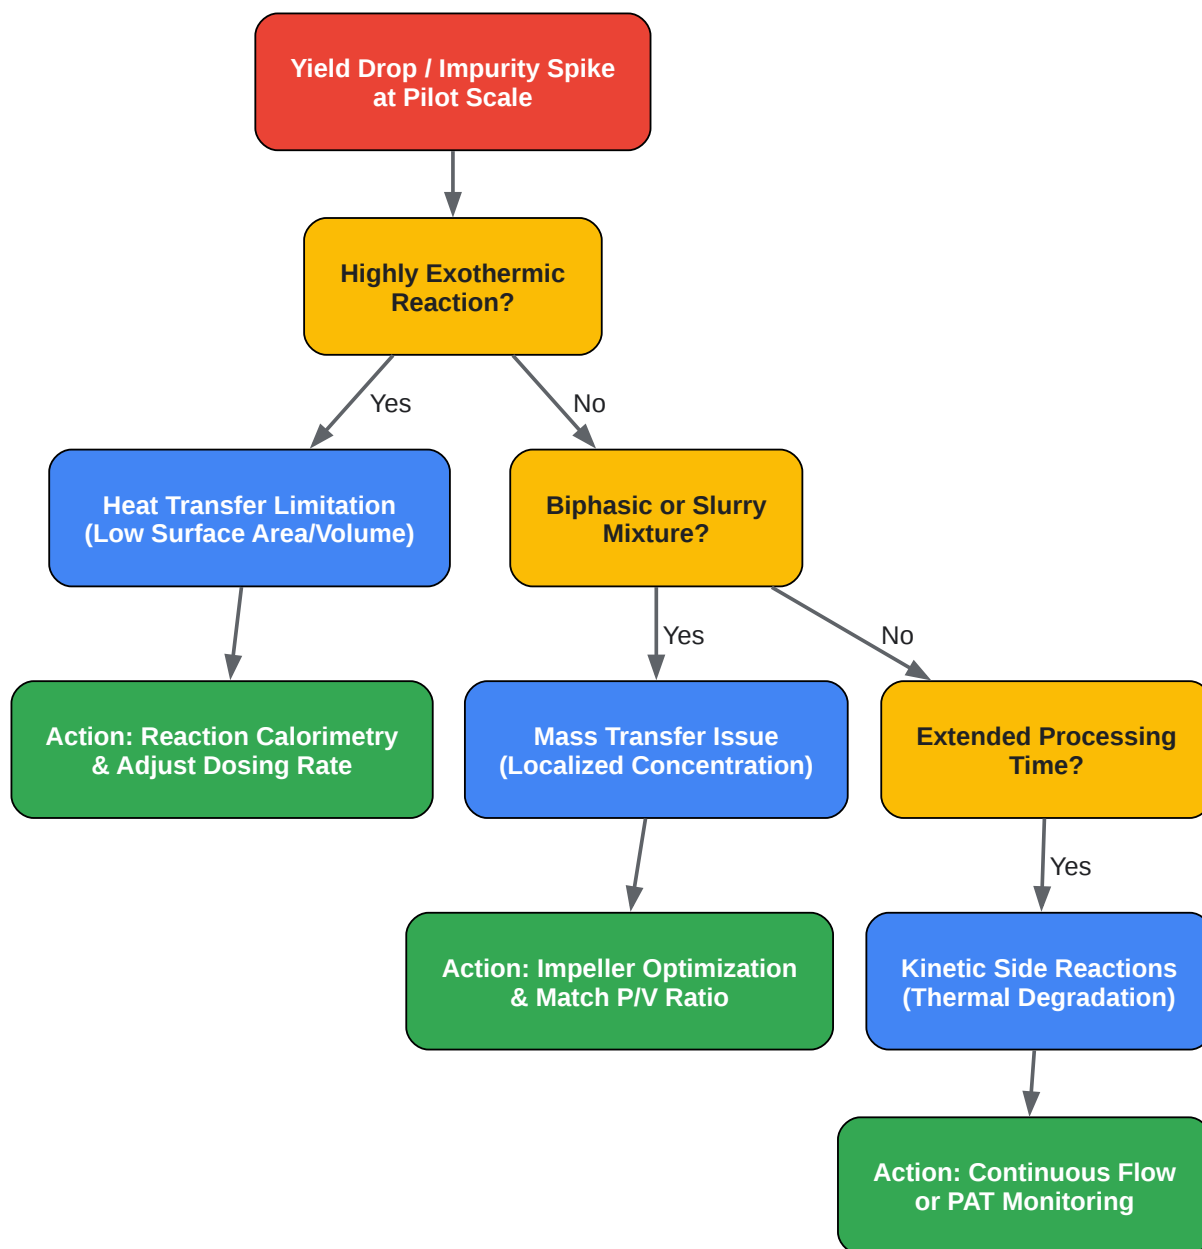 Yield Drop / Impurity Spike
at Pilot Scale
Highly Exothermic
Reaction?
Yes
No
Heat Transfer Limitation
(Low Surface Area/Volume)
Biphasic or Slurry
Mixture?
Yes
No
Action: Reaction Calorimetry
& Adjust Dosing Rate
Mass Transfer Issue
(Localized Concentration)
Extended Processing
Time?
Yes
Action: Impeller Optimization
& Match P/V Ratio
Kinetic Side Reactions
(Thermal Degradation)
Action: Continuous Flow
or PAT Monitoring